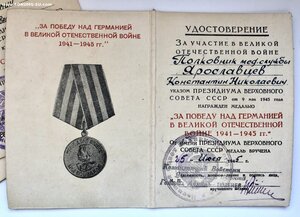 „ЗА ПОБЕДУ НАД ГЕРМАНИЕЙ
В ВЕЛИКОЙ ОТЕЧЕСТВЕННОЙ ВОЙНЕ
1941—1945 гг."
УДОСТОВЕРЕНИЕ
ЗА УЧАСТИЕ В ВЕЛИКОЙ
ОТЕЧЕСТВЕННОЙ ВОЙНЕ
Полковник мед службы
Ярославцев
Константин Николаевич
УКАЗОМ ПРЕЗИДИУМА ВЕРХОВНОГО
СОВЕТА СССР от 9 мая 1945 года
НАГРАЖДЕН МЕДАЛЬЮ
„ЗА ПОБЕДУ НАД ГЕРМАНИЕЙ
В ВЕЛИКОЙ ОТЕЧЕСТВЕННОЙ
ВОЙНЕ 1941—1945 гг."
От имени ПРЕЗИДИУМА ВЕРХОВНОГО
СОВЕТА СССР МЕДАЛЬ ВРУЧЕНА